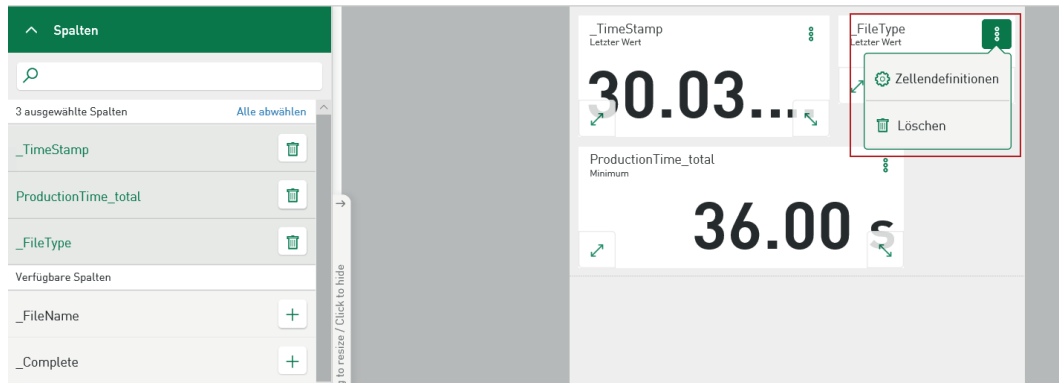 Spalten
3 ausgewählte Spalten Alle abwählen
_TimeStamp
ProductionTime_total
_FileType
Verfügbare Spalten
_FileName
_Complete
to resize / Click to hide
_TimeStamp
Letzter Wert
30.03....
_FileType
Letzter Wert
Zellendefinitionen
Löschen
ProductionTime_total
Minimum
36.00 s